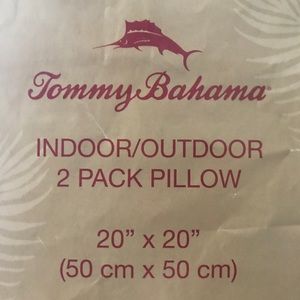 Tommy Bahama
INDOOR/OUTDOOR
2 PACK PILLOW
20” x 20”
(50 cm x 50 cm)